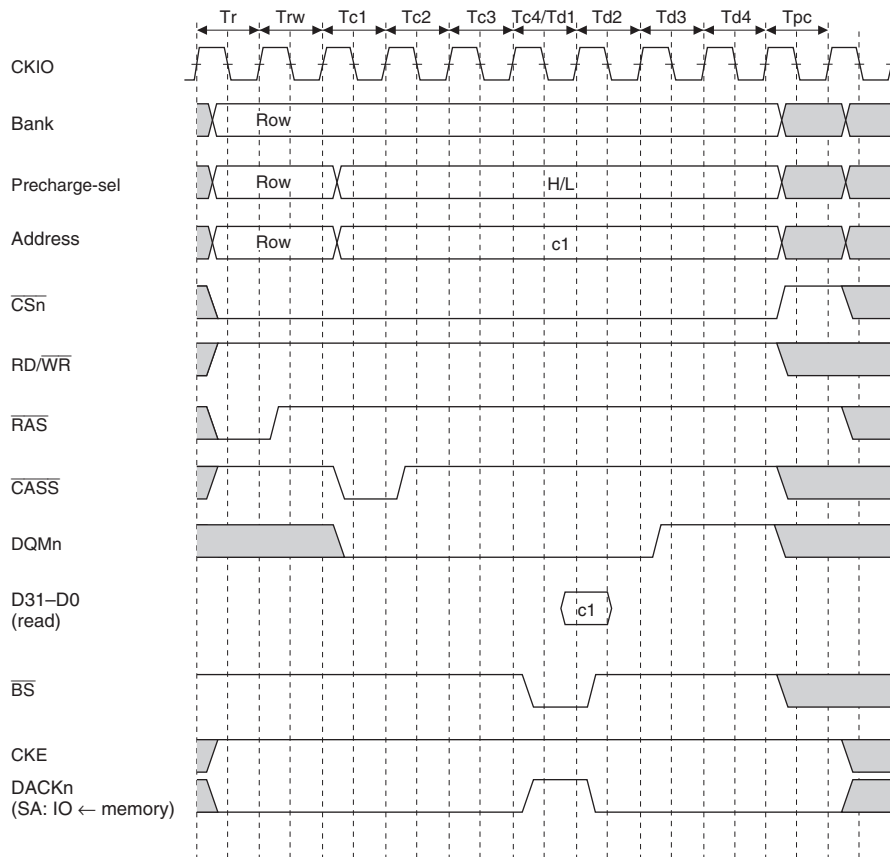 Tr Trw Tc1 Tc2 Tc3 Tc4/Td1 Td2 Td3 Td4 Tpc
CKIO
Bank Row
Precharge-sel Row H/L
Address Row c1
CSn
RD/WR
RAS
CASS
DQMn
D31–D0
(read) c1
BS
CKE
DACKn
(SA: IO ← memory)